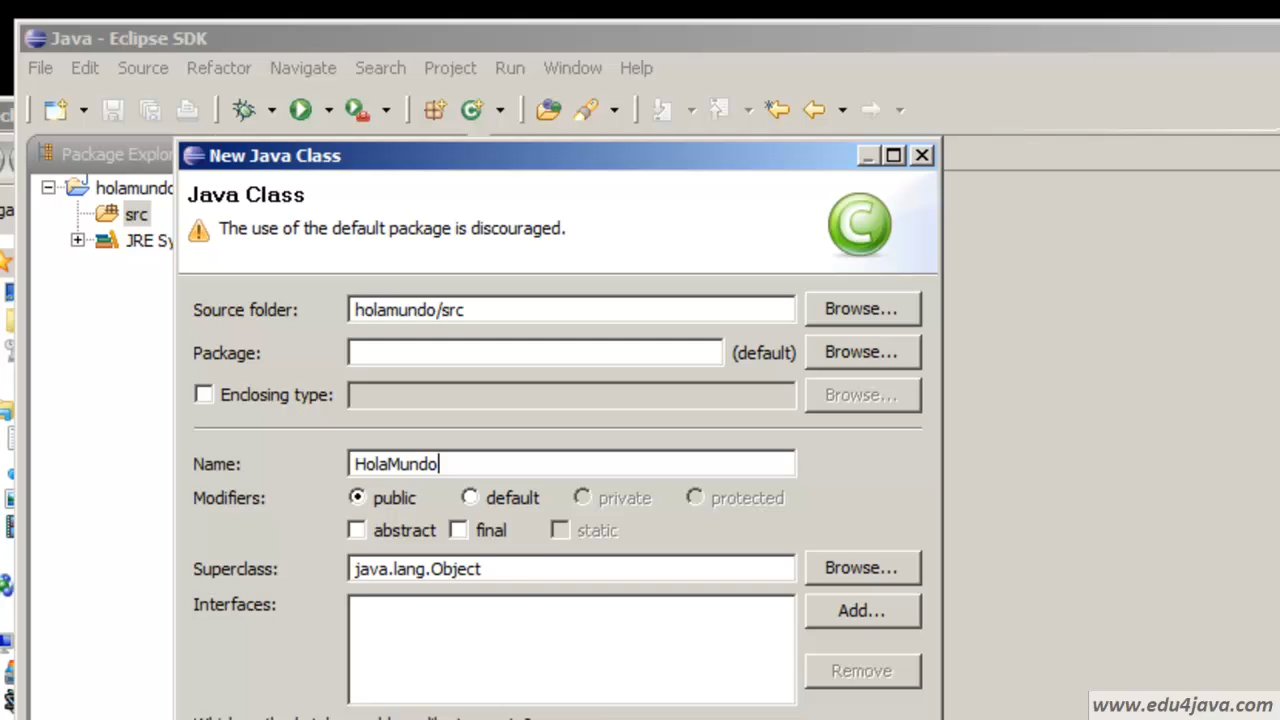 Java - Eclipse SDK
File Edit Source Refactor Navigate Search Project Run Window Help
Package Explor
New Java Class
holamundo
src
JRE Sy
Java Class
The use of the default package is discouraged.
Source folder: holamundo/src Browse...
Package: (default) Browse...
Enclosing type: Browse...
Name: HolaMundo
Modifiers: public default private protected
abstract final static
Superclass: java.lang.Object Browse...
Interfaces: Add...
Remove
www.edu4java.com